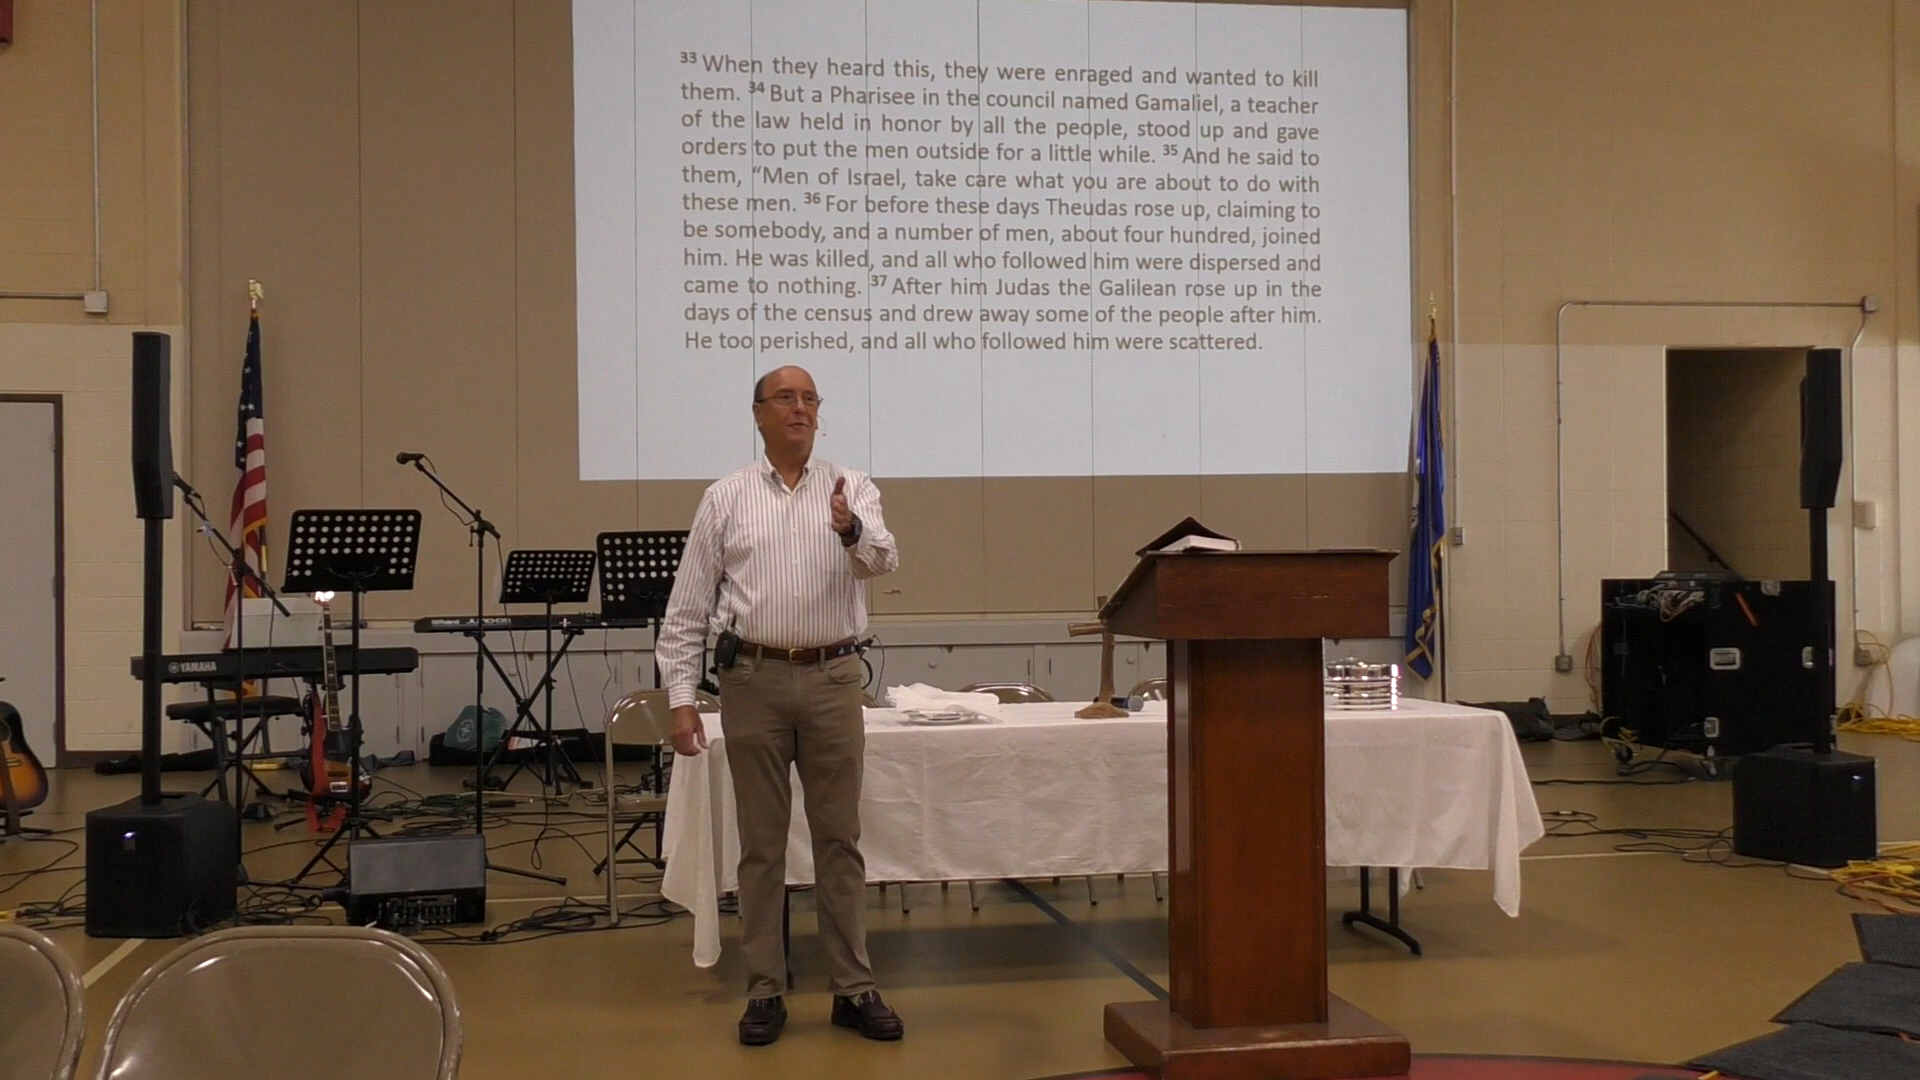 33 When they heard this, they were enraged and wanted to kill
them. 34 But a Pharisee in the council named Gamaliel, a teacher
of the law held in honor by all the people, stood up and gave
orders to put the men outside for a little while. 35 And he said to
them, “Men of Israel, take care what you are about to do with
these men. 36 For before these days Theudas rose up, claiming to
be somebody, and a number of men, about four hundred, joined
him. He was killed, and all who followed him were dispersed and
came to nothing. 37 After him Judas the Galilean rose up in the
days of the census and drew away some of the people after him.
He too perished, and all who followed him were scattered.
Roland JUNO-DS
YAMAHA